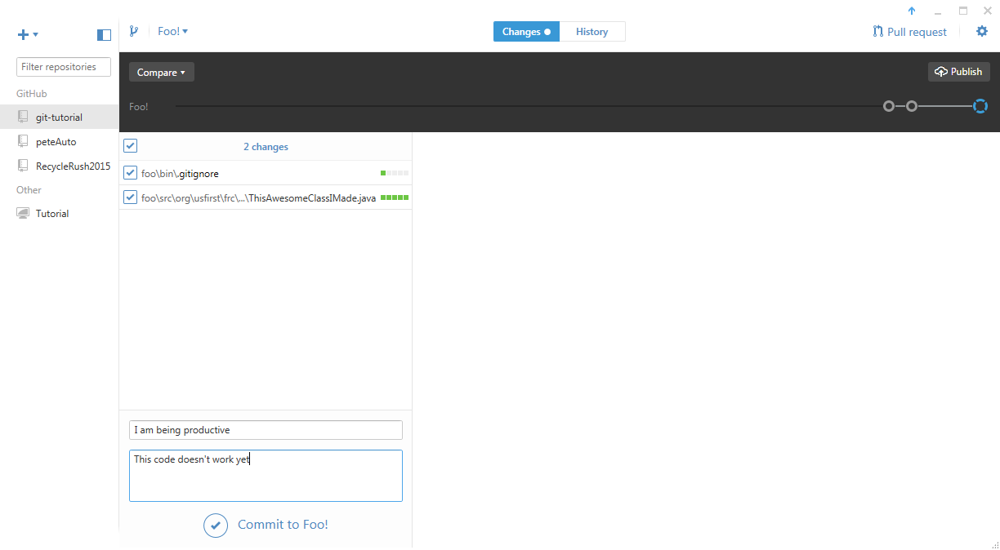 Foo!
Changes
History
Pull request
Filter repositories
GitHub
git-tutorial
peteAuto
RecycleRush2015
Other
Tutorial
Compare
Publish
Foo!
2 changes
foo\bin\.gitignore
foo\src\org\usfirst\frc\...\ThisAwesomeClassIMade.java
I am being productive
This code doesn't work yet
Commit to Foo!